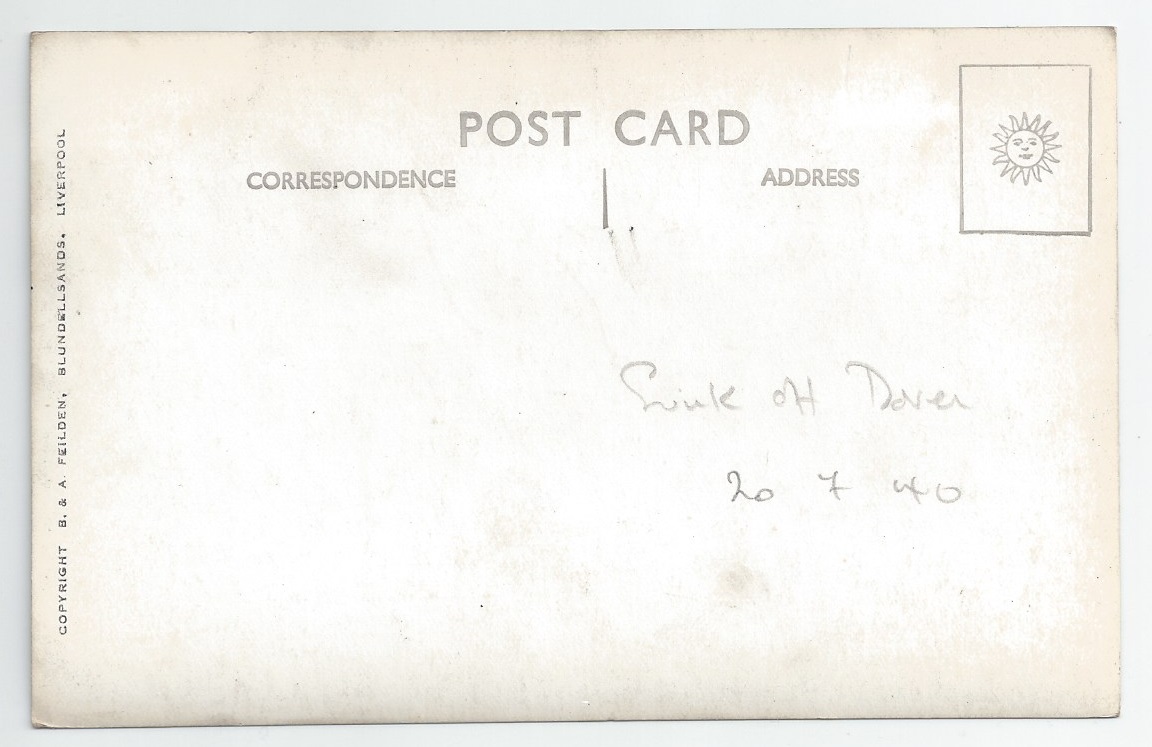 POST CARD
CORRESPONDENCE
ADDRESS
COPYRIGHT B. & A. FEILDEN, BLUNDELLSANDS, LIVERPOOL
Sunk off Dover
20 7 40